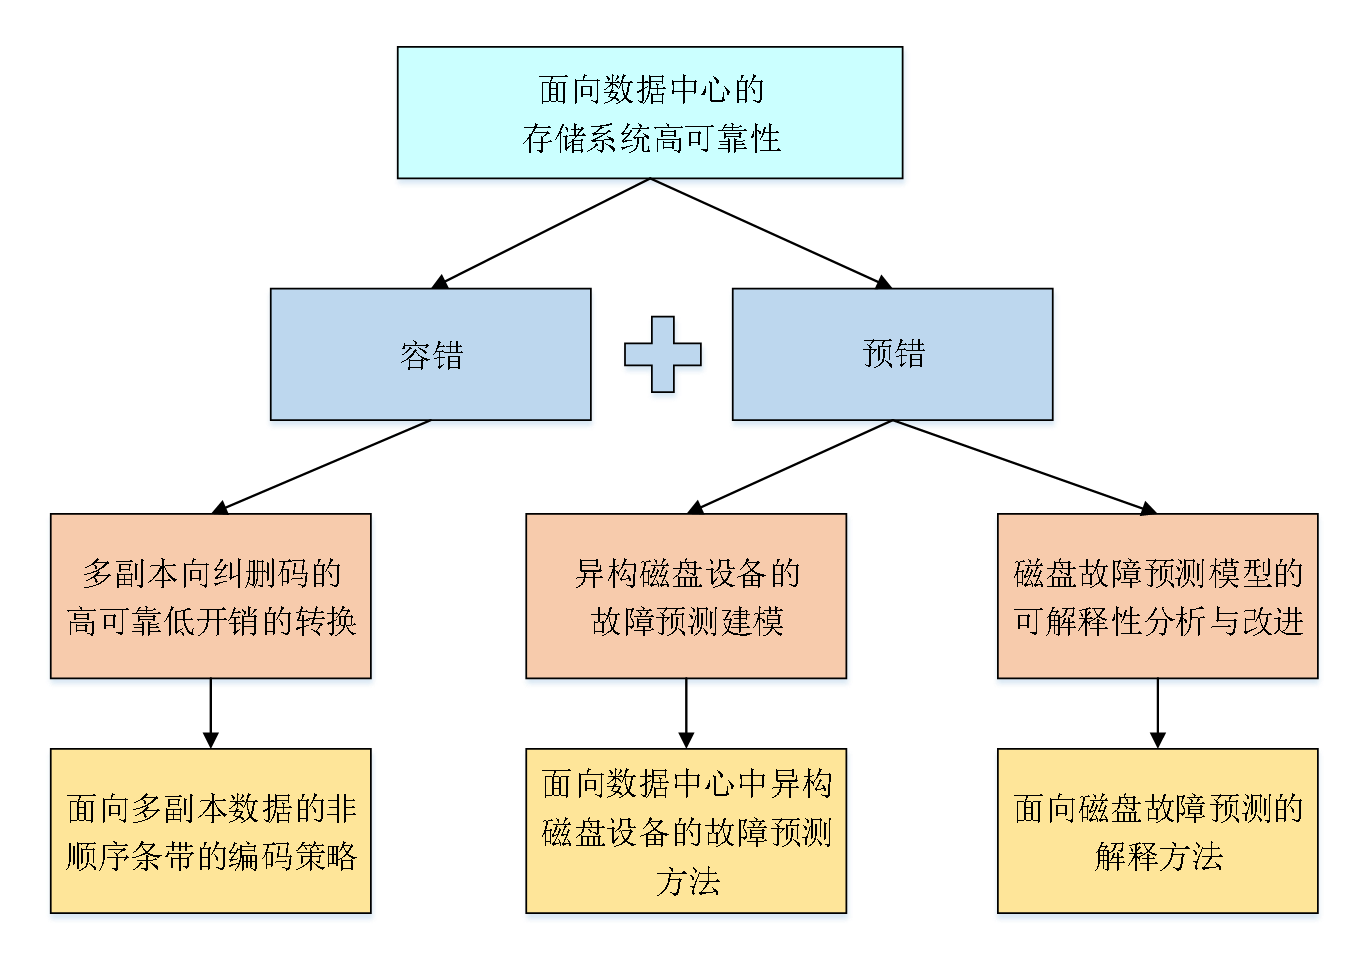 面向数据中心的
存储系统高可靠性
容错
预错
多副本向纠删码的
高可靠低开销的转换
异构磁盘设备的
故障预测建模
磁盘故障预测模型的
可解释性分析与改进
面向多副本数据的非
顺序条带的编码策略
面向数据中心中异构
磁盘设备的故障预测
方法
面向磁盘故障预测的
解释方法